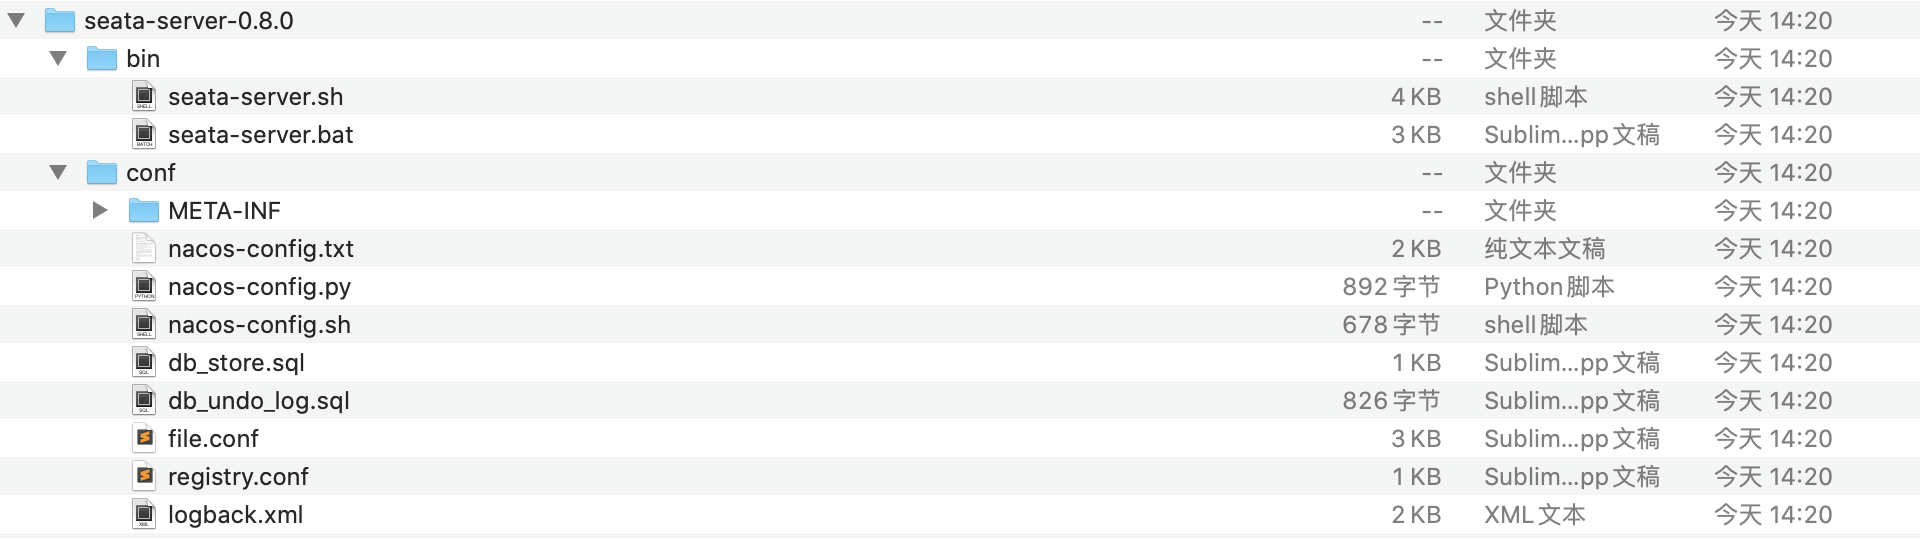 seata-server-0.8.0 -- 文件夹 今天 14:20
bin -- 文件夹 今天 14:20
seata-server.sh 4 KB shell脚本 今天 14:20
seata-server.bat 3 KB Sublim...pp文稿 今天 14:20
conf -- 文件夹 今天 14:20
META-INF -- 文件夹 今天 14:20
nacos-config.txt 2 KB 纯文本文稿 今天 14:20
nacos-config.py 892字节 Python脚本 今天 14:20
nacos-config.sh 678字节 shell脚本 今天 14:20
db_store.sql 1 KB Sublim...pp文稿 今天 14:20
db_undo_log.sql 826字节 Sublim...pp文稿 今天 14:20
file.conf 3 KB Sublim...pp文稿 今天 14:20
registry.conf 1 KB Sublim...pp文稿 今天 14:20
logback.xml 2 KB XML文本 今天 14:20